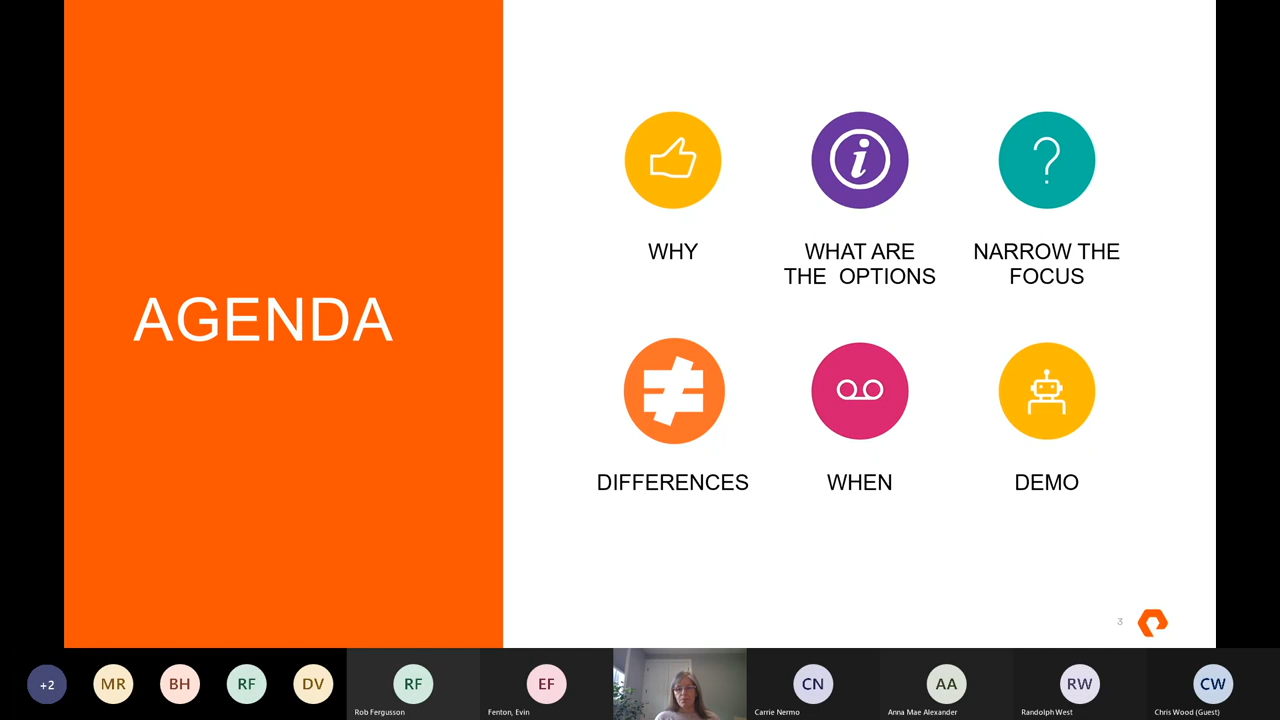 AGENDA
WHY
WHAT ARE
THE  OPTIONS
NARROW THE
FOCUS
DIFFERENCES
WHEN
DEMO
3
+2
MR
BH
RF
DV
RF
Rob Fergusson
EF
Fenton, Evin
CN
Carrie Nermo
AA
Anna Mae Alexander
RW
Randolph West
CW
Chris Wood (Guest)